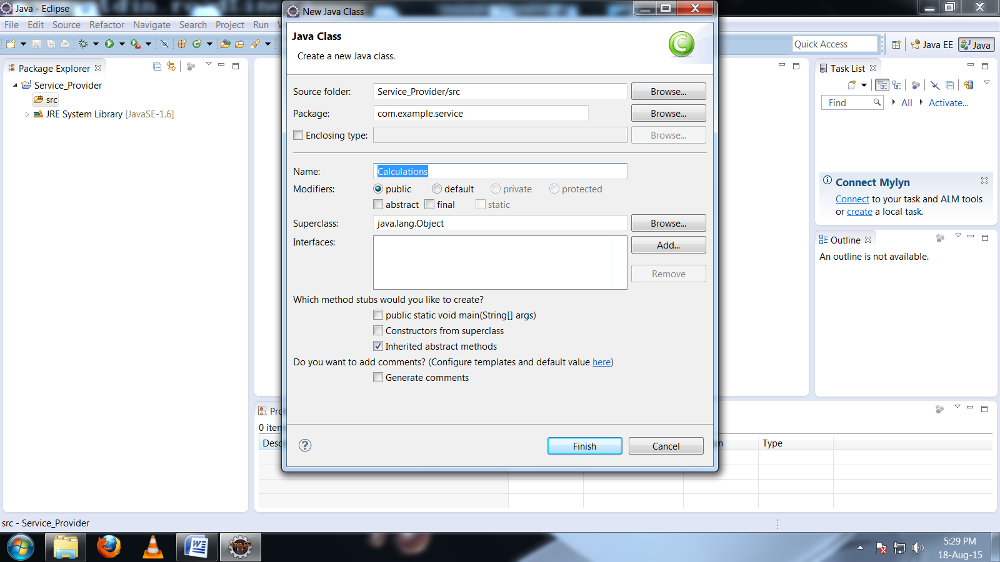 Java - Eclipse
File Edit Source Refactor Navigate Search Project Run
Quick Access
Java EE
Java
Package Explorer
Service_Provider
src
JRE System Library [JavaSE-1.6]
New Java Class
Java Class
Create a new Java class.
Source folder: Service_Provider/src Browse...
Package: com.example.service Browse...
Enclosing type: Browse...
Name: Calculations
Modifiers: public default private protected
abstract final static
Superclass: java.lang.Object Browse...
Interfaces: Add...
Remove
Which method stubs would you like to create?
public static void main(String[] args)
Constructors from superclass
Inherited abstract methods
Do you want to add comments? (Configure templates and default value here)
Generate comments
Finish Cancel
Task List
Find All Activate...
Connect Mylyn
Connect to your task and ALM tools
or create a local task.
Outline
An outline is not available.
0 item
Type
src - Service_Provider
Java EE
IDE
5:29 PM
18-Aug-15